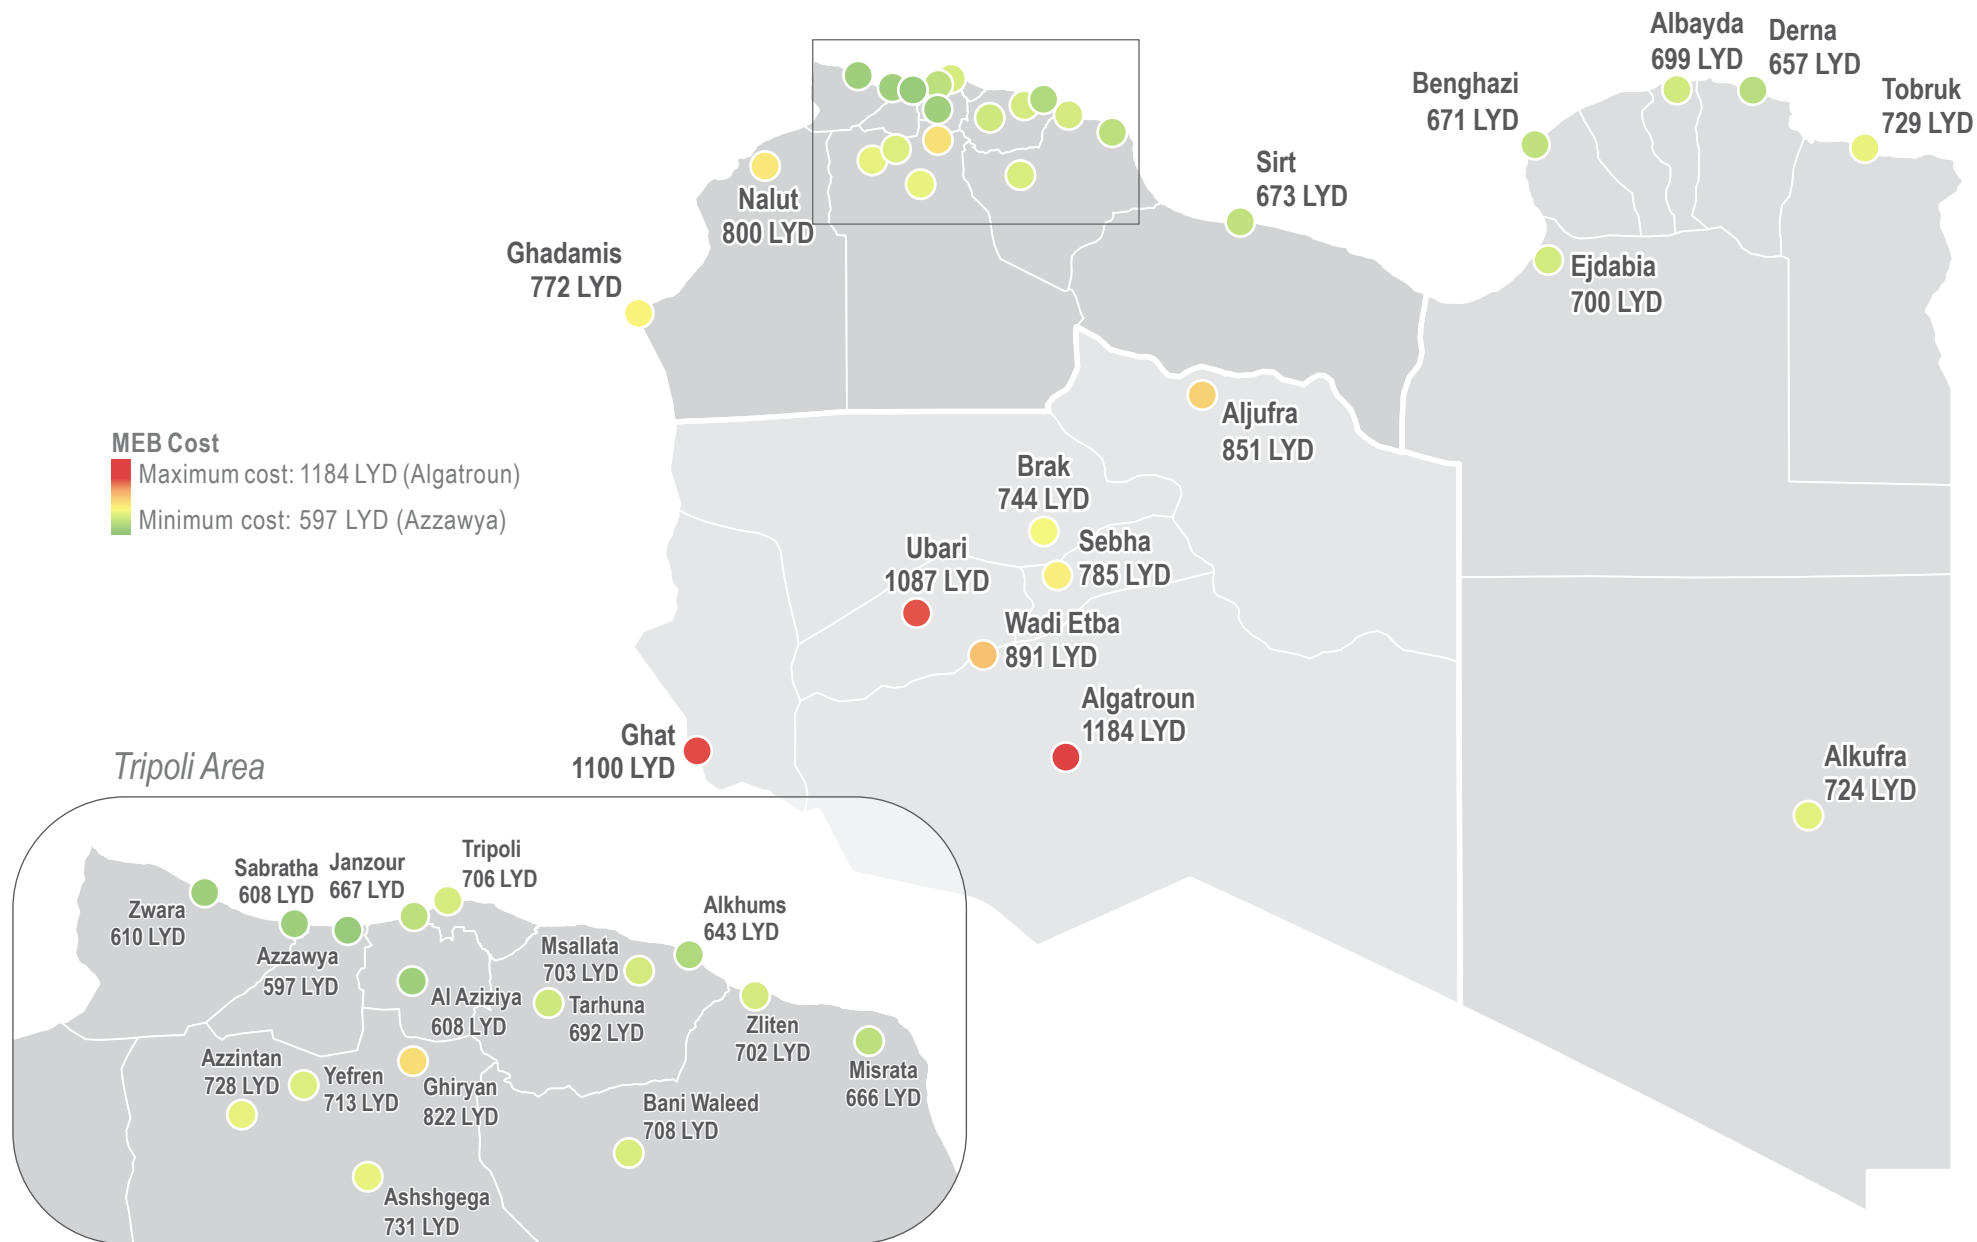 Albayda
699 LYD
Derna
657 LYD
Benghazi
671 LYD
Tobruk
729 LYD
Sirt
673 LYD
Nalut
800 LYD
Ghadamis
772 LYD
Ejdabia
700 LYD
Aljufra
851 LYD
MEB Cost
Maximum cost: 1184 LYD (Algatroun)
Minimum cost: 597 LYD (Azzawya)
Brak
744 LYD
Ubari
1087 LYD
Sebha
785 LYD
Wadi Etba
891 LYD
Algatroun
1184 LYD
Ghat
1100 LYD
Alkufra
724 LYD
Tripoli Area
Sabratha
608 LYD
Janzour
667 LYD
Tripoli
706 LYD
Zwara
610 LYD
Alkhums
643 LYD
Azzawya
597 LYD
Msallata
703 LYD
Al Aziziya
608 LYD
Tarhuna
692 LYD
Zliten
702 LYD
Misrata
666 LYD
Azzintan
728 LYD
Yefren
713 LYD
Ghiryan
822 LYD
Bani Waleed
708 LYD
Ashshgega
731 LYD